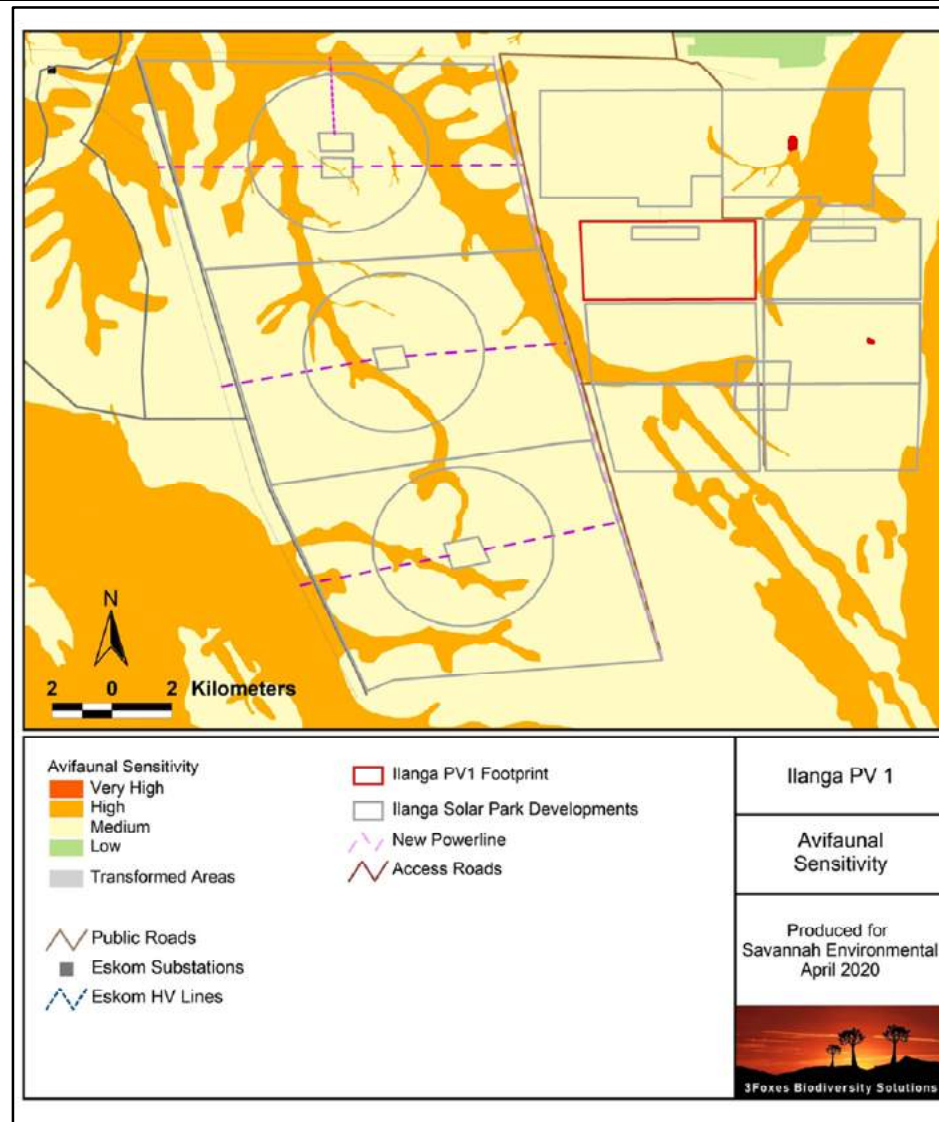 N
2 0 2 Kilometers
Avifaunal Sensitivity
Very High
High
Medium
Low
Transformed Areas
Public Roads
Eskom Substations
Eskom HV Lines
Ilanga PV1 Footprint
Ilanga Solar Park Developments
New Powerline
Access Roads
Ilanga PV 1
Avifaunal
Sensitivity
Produced for
Savannah Environmental
April 2020
3Foxes Biodiversity Solutions